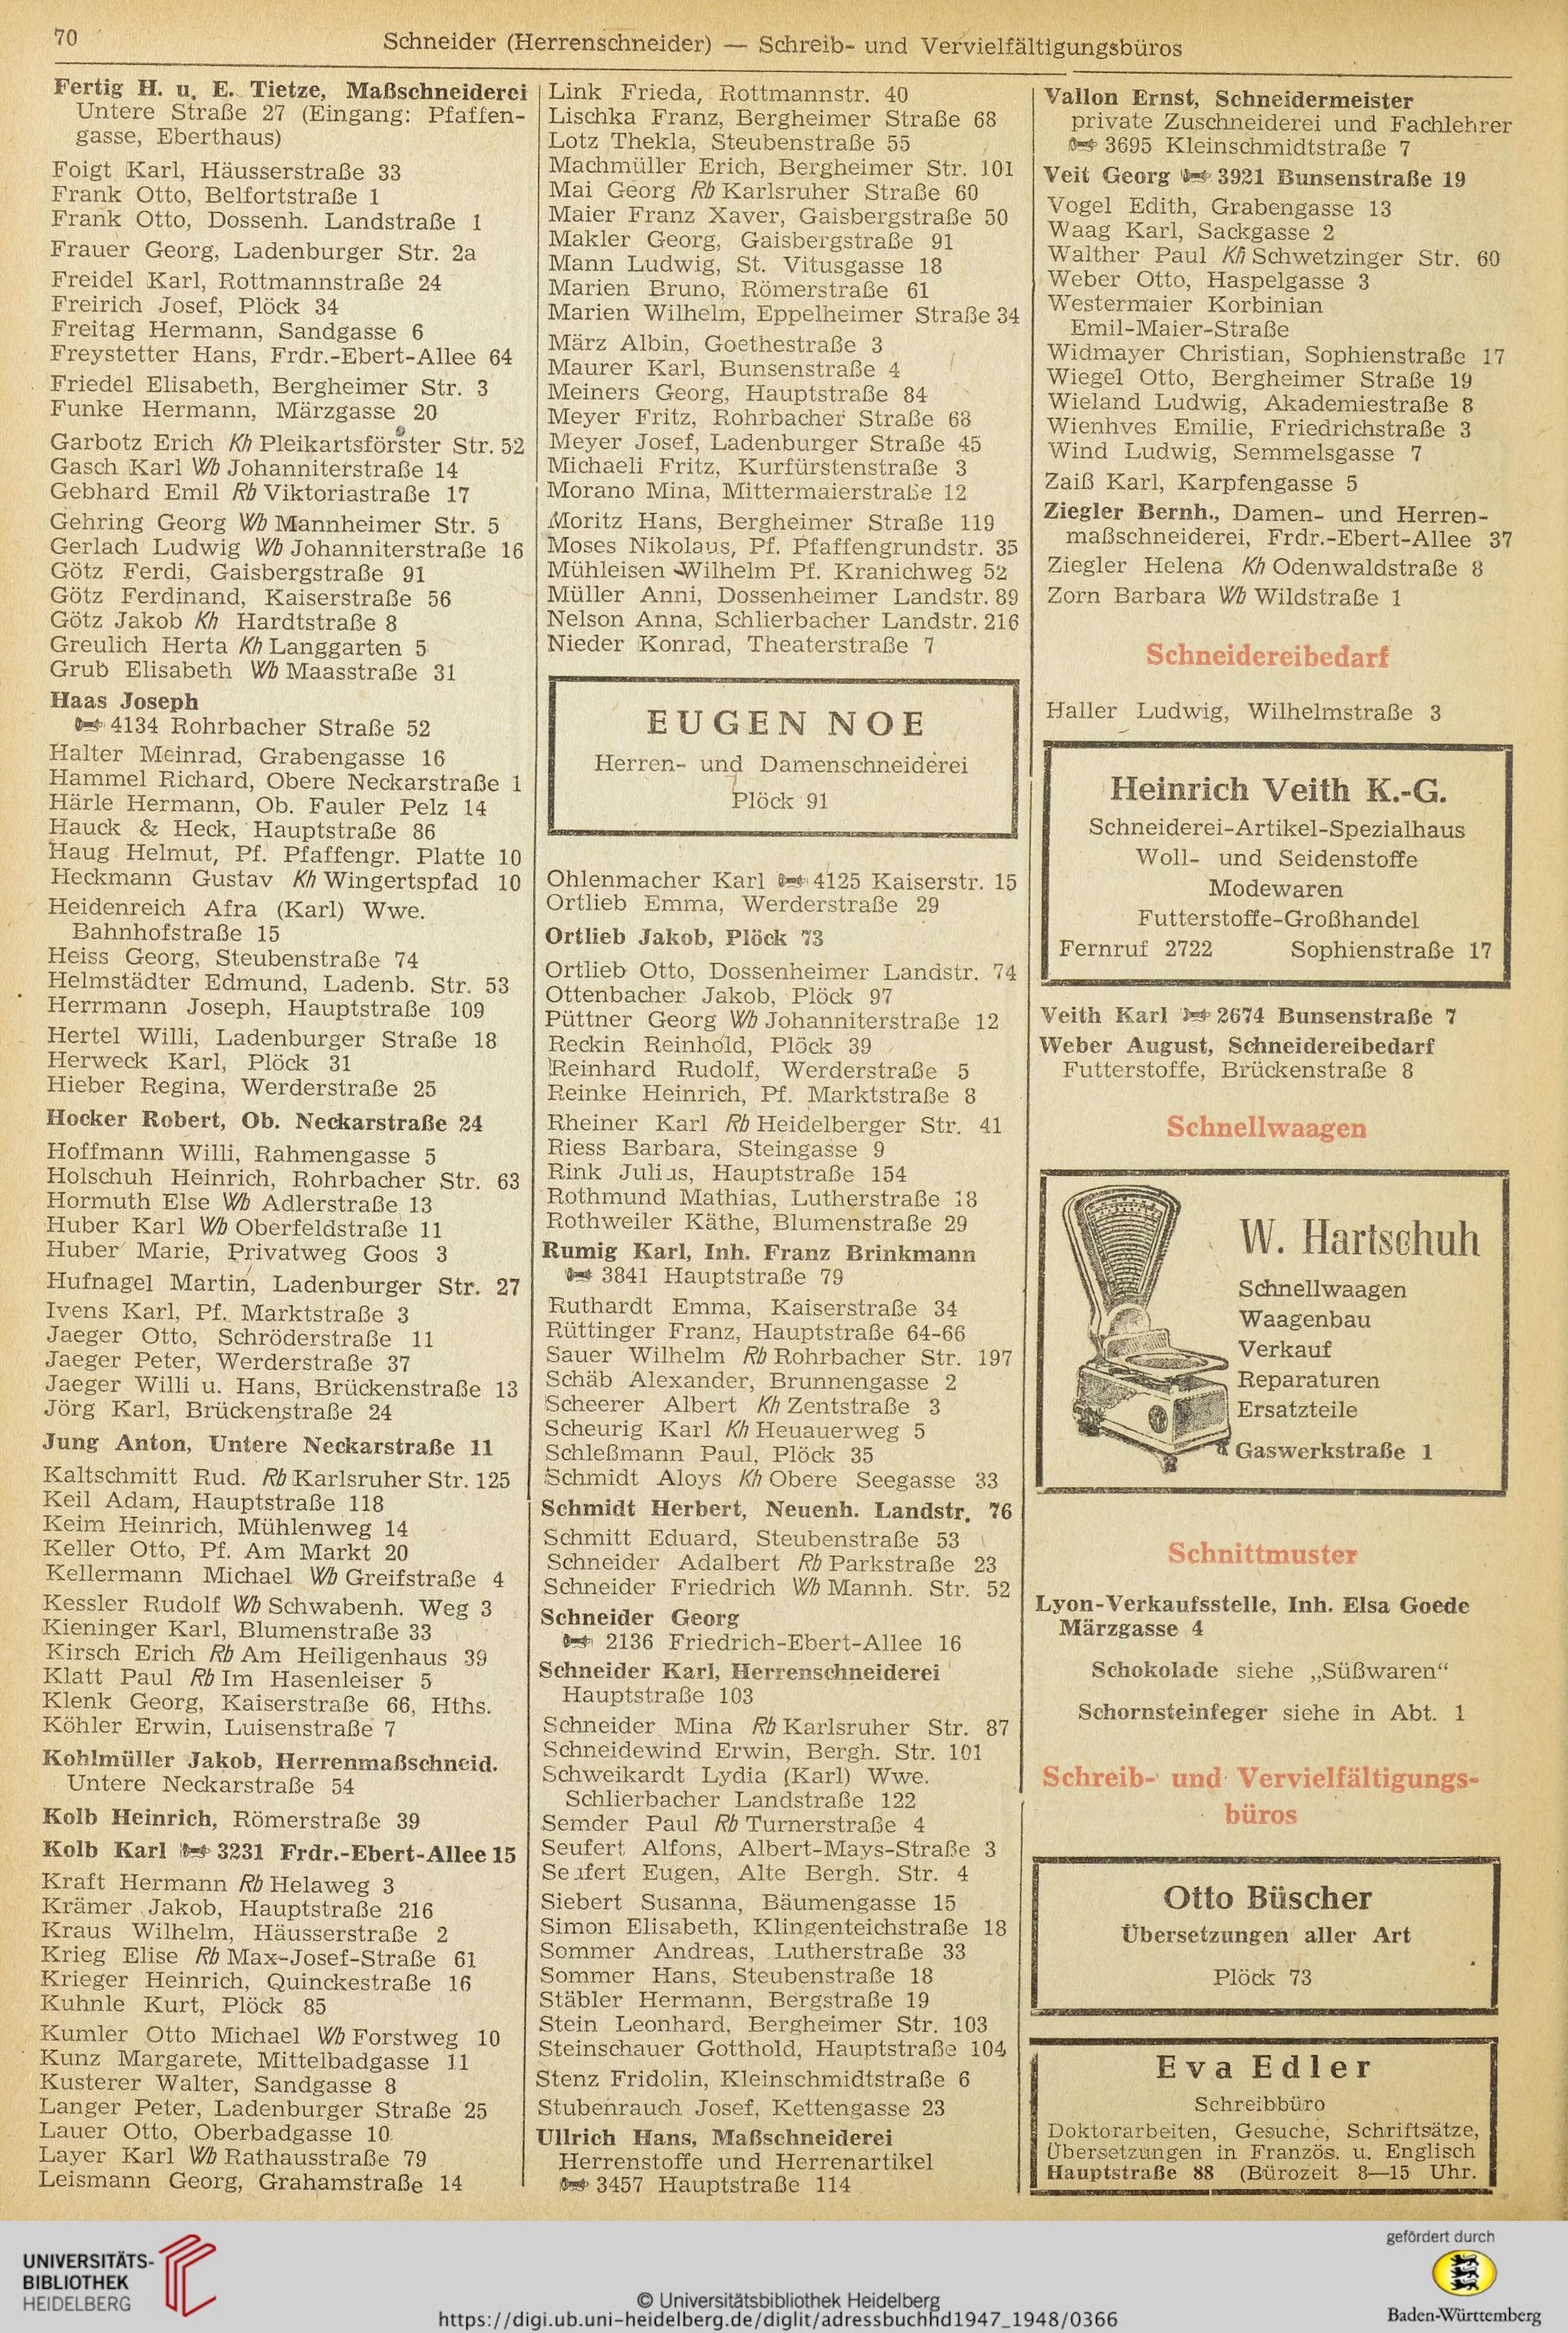 70
Schneider (Herrenschneider) — Schreib- und Vervielfältigungsbüros
Fertig H. u. E. Tietze, Maßschneiderei
Untere Straße 27 (Eingang: Pfaffen-
gasse, Eberthaus)
Foigt Karl, Häusserstraße 33
Frank Otto, Belfortstraße 1
Frank Otto, Dossenh. Landstraße 1
Frauer Georg, Ladenburger Str. 2a
Freidel Karl, Rottmannstraße 24
Freirich Josef, Plöck 34
Freitag Hermann, Sandgasse 6
Freystetter Hans, Frdr.-Ebert-Allee 64
Friedel Elisabeth, Bergheimer Str. 3
Funke Hermann, Märzgasse 20
Garbotz Erich Kh Pleikartsförster Str. 52
Gasch Karl Wb Johanniterstraße 14
Gebhard Emil Rb Viktoriastraße 17
Gehring Georg Wb Mannheimer Str. 5
Gerlach Ludwig Wb Johanniterstraße 16
Götz Ferdi, Gaisbergstraße 91
Götz Ferdinand, Kaiserstraße 56
Götz Jakob Kh Hardtstraße 8
Greulich Herta Kh Langgarten 5
Grub Elisabeth Wb Maasstraße 31
Haas Joseph
4134 Rohrbacher Straße 52
Halter Meinrad, Grabengasse 16
Hammel Richard, Obere Neckarstraße 1
Härle Hermann, Ob. Fauler Pelz 14
Hauck & Heck, Hauptstraße 86
Haug Helmut, Pf. Pfaffengr. Platte 10
Heckmann Gustav Kh Wingertspfad 10
Heidenreich Afra (Karl) Wwe.
Bahnhofstraße 15
Heiss Georg, Steubenstraße 74
Helmstädter Edmund, Ladenb. Str. 53
Herrmann Joseph, Hauptstraße 109
Hertel Willi, Ladenburger Straße 18
Herweck Karl, Plöck 31
Hieber Regina, Werderstraße 25
Hocker Robert, Ob. Neckarstraße 24
Hoffmann Willi, Rahmengasse 5
Holschuh Heinrich, Rohrbacher Str. 63
Hormuth Else Wb Adlerstraße 13
Huber Karl Wb Oberfeldstraße 11
Huber Marie, Privatweg Goos 3
Hufnagel Martin, Ladenburger Str. 27
Ivens Karl, Pf. Marktstraße 3
Jaeger Otto, Schröderstraße 11
Jaeger Peter, Werderstraße 37
Jaeger Willi u. Hans, Brückenstraße 13
Jörg Karl, Brückenstraße 24
Jung Anton, Untere Neckarstraße 11
Kaltschmitt Rud. Rb Karlsruher Str. 125
Keil Adam, Hauptstraße 118
Keim Heinrich, Mühlenweg 14
Keller Otto, Pf. Am Markt 20
Kellermann Michael Wb Greifstraße 4
Kessler Rudolf Wb Schwabenh. Weg 3
Kieninger Karl, Blumenstraße 33
Kirsch Erich Rb Am Heiligenhaus 39
Klatt Paul Rb Im Hasenleiser 5
Klenk Georg, Kaiserstraße 66, Hths.
Köhler Erwin, Luisenstraße 7
Kohlmüller Jakob, Herrenmaßschneid.
Untere Neckarstraße 54
Kolb Heinrich, Römerstraße 39
Kolb Karl 3231 Frdr.-Ebert-Allee 15
Kraft Hermann Rb Helaweg 3
Krämer Jakob, Hauptstraße 216
Kraus Wilhelm, Häusserstraße 2
Krieg Elise Rb Max-Josef-Straße 61
Krieger Heinrich, Quinckestraße 16
Kuhnle Kurt, Plöck 85
Kumler Otto Michael Wb Forstweg 10
Kunz Margarete, Mittelbadgasse 11
Kusterer Walter, Sandgasse 8
Langer Peter, Ladenburger Straße 25
Lauer Otto, Oberbadgasse 10
Layer Karl Wb Rathausstraße 79
Leismann Georg, Grahamstraße 14
Link Frieda, Rottmannstr. 40
Lischka Franz, Bergheimer Straße 68
Lotz Thekla, Steubenstraße 55
Machmüller Erich, Bergheimer Str. 101
Mai Georg Rb Karlsruher Straße 60
Maier Franz Xaver, Gaisbergstraße 50
Makler Georg, Gaisbergstraße 91
Mann Ludwig, St. Vitusgasse 18
Marien Bruno, Römerstraße 61
Marien Wilhelm, Eppelheimer Straße 34
März Albin, Goethestraße 3
Maurer Karl, Bunsenstraße 4
Meiners Georg, Hauptstraße 84
Meyer Fritz, Rohrbacher Straße 63
Meyer Josef, Ladenburger Straße 45
Michaeli Fritz, Kurfürstenstraße 3
Morano Mina, Mittermaierstraße 12
Moritz Hans, Bergheimer Straße 119
Moses Nikolaus, Pf. Pfaffengrundstr. 35
Mühleisen Wilhelm Pf. Kranichweg 52
Müller Anni, Dossenheimer Landstr. 89
Nelson Anna, Schlierbacher Landstr. 216
Nieder Konrad, Theaterstraße 7
EUGEN NOE
Herren- und Damenschneiderei
Plöck 91
Ohlenmacher Karl 4125 Kaiserstr. 15
Ortlieb Emma, Werderstraße 29
Ortlieb Jakob, Plöck 73
Ortlieb Otto, Dossenheimer Landstr. 74
Ottenbacher Jakob, Plöck 97
Püttner Georg Wb Johanniterstraße 12
Reckin Reinhold, Plöck 39
Reinhard Rudolf, Werderstraße 5
Reinke Heinrich, Pf. Marktstraße 8
Rheiner Karl Rb Heidelberger Str. 41
Riess Barbara, Steingasse 9
Rink Julius, Hauptstraße 154
Rothmund Mathias, Lutherstraße 18
Rothweiler Käthe, Blumenstraße 29
Rumig Karl, Inh. Franz Brinkmann
3841 Hauptstraße 79
Ruthardt Emma, Kaiserstraße 34
Rüttinger Franz, Hauptstraße 64-66
Sauer Wilhelm Rb Rohrbacher Str. 197
Schäb Alexander, Brunnengasse 2
Scheerer Albert Kh Zentstraße 3
Scheurig Karl Kh Heuauerweg 5
Schleßmann Paul, Plöck 35
Schmidt Aloys Kh Obere Seegasse 33
Schmidt Herbert, Neuenh. Landstr. 76
Schmitt Eduard, Steubenstraße 53
Schneider Adalbert Rb Parkstraße 23
Schneider Friedrich Wb Mannh. Str. 52
Schneider Georg
2136 Friedrich-Ebert-Allee 16
Schneider Karl, Herrenschneiderei
Hauptstraße 103
Schneider Mina Rb Karlsruher Str. 87
Schneidewind Erwin, Bergh. Str. 101
Schweikardt Lydia (Karl) Wwe.
Schlierbacher Landstraße 122
Semder Paul Rb Turnerstraße 4
Seufert Alfons, Albert-Mays-Straße 3
Seufert Eugen, Alte Bergh. Str. 4
Siebert Susanna, Bäumengasse 15
Simon Elisabeth, Klingenteichstraße 18
Sommer Andreas, Lutherstraße 33
Sommer Hans, Steubenstraße 18
Stäbler Hermann, Bergstraße 19
Stein Leonhard, Bergheimer Str. 103
Steinschauer Gotthold, Hauptstraße 104
Stenz Fridolin, Kleinschmidtstraße 6
Stubenrauch Josef, Kettengasse 23
Ullrich Hans, Maßschneiderei
Herrenstoffe und Herrenartikel
3457 Hauptstraße 114
Vallon Ernst, Schneidermeister
private Zuschneiderei und Fachlehrer
3695 Kleinschmidtstraße 7
Veit Georg 3921 Bunsenstraße 19
Vogel Edith, Grabengasse 13
Waag Karl, Sackgasse 2
Walther Paul Kh Schwetzinger Str. 60
Weber Otto, Haspelgasse 3
Westermaier Korbinian
Emil-Maier-Straße
Widmayer Christian, Sophienstraße 17
Wiegel Otto, Bergheimer Straße 19
Wieland Ludwig, Akademiestraße 8
Wienhves Emilie, Friedrichstraße 3
Wind Ludwig, Semmelsgasse 7
Zaiß Karl, Karpfengasse 5
Ziegler Bernh., Damen- und Herren-
maßschneiderei, Frdr.-Ebert-Allee 37
Ziegler Helena Kh Odenwaldstraße 8
Zorn Barbara Wb Wildstraße 1
Schneidereibedarf
Haller Ludwig, Wilhelmstraße 3
Heinrich Veith K.-G.
Schneiderei-Artikel-Spezialhaus
Woll- und Seidenstoffe
Modewaren
Futterstoffe-Großhandel
Fernruf 2722 Sophienstraße 17
Veith Karl 2674 Bunsenstraße 7
Weber August, Schneidereibedarf
Futterstoffe, Brückenstraße 8
Schnellwaagen
W. Hartschuh
Schnellwaagen
Waagenbau
Verkauf
Reparaturen
Ersatzteile
Gaswerkstraße 1
Schnittmuster
Lyon-Verkaufsstelle, Inh. Elsa Goede
Märzgasse 4
Schokolade siehe „Süßwaren“
Schornsteinfeger siehe in Abt. 1
Schreib- und Vervielfältigungs-
büros
Otto Büscher
Übersetzungen aller Art
Plöck 73
Eva Edler
Schreibbüro
Doktorarbeiten, Gesuche, Schriftsätze,
Übersetzungen in Französ. u. Englisch
Hauptstraße 88 (Bürozeit 8—15 Uhr.
UNIVERSITÄTS-
BIBLIOTHEK
HEIDELBERG
© Universitätsbibliothek Heidelberg
https://digi.ub.uni-heidelberg.de/diglit/adressbuchhd1947_1948/0366
gefördert durch
Baden-Württemberg